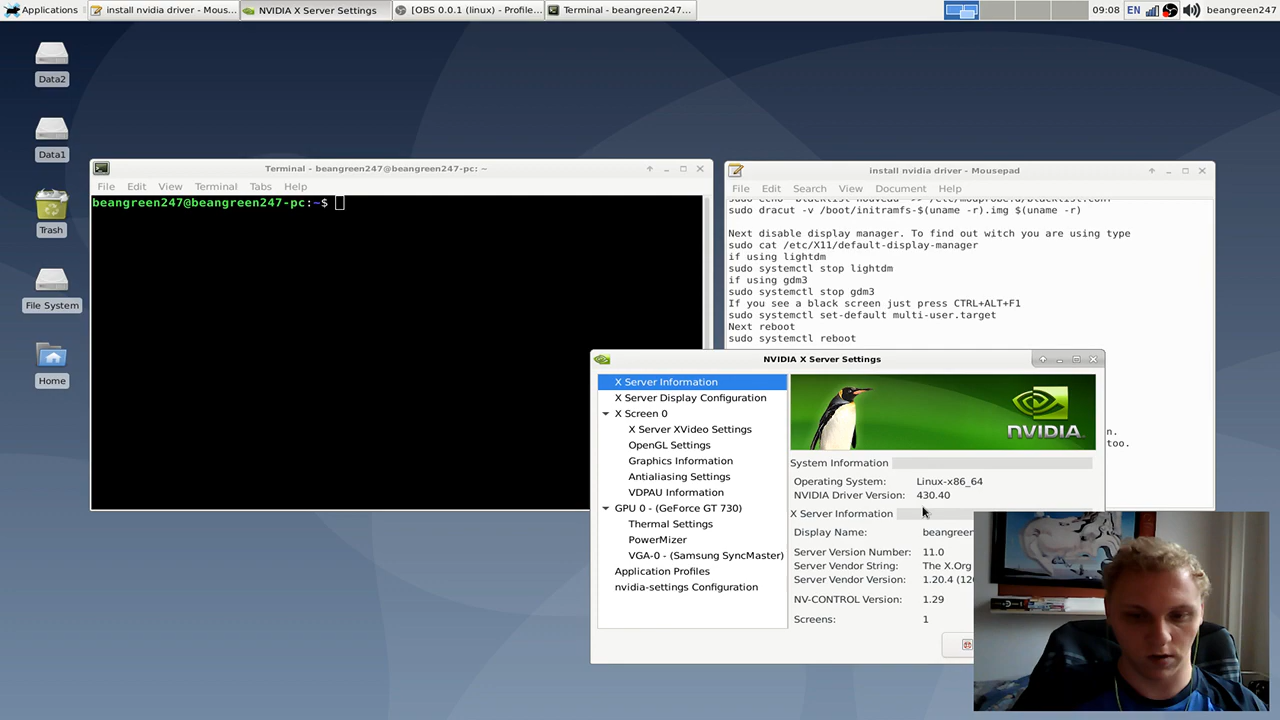 Applications
install nvidia driver - Mous...
NVIDIA X Server Settings
[OBS 0.0.1 (linux) - Profile...
Terminal - beangreen247...
09:08
EN
beangreen247
Data2
Data1
Trash
File System
Home
Terminal - beangreen247@beangreen247-pc: ~
File Edit View Terminal Tabs Help
beangreen247@beangreen247-pc:~$
install nvidia driver - Mousepad
File Edit Search View Document Help
sudo dracut -v /boot/initramfs-$(uname -r).img $(uname -r)
Next disable display manager. To find out witch you are using type
sudo cat /etc/X11/default-display-manager
if using lightdm
sudo systemctl stop lightdm
if using gdm3
sudo systemctl stop gdm3
If you see a black screen just press CTRL+ALT+F1
sudo systemctl set-default multi-user.target
Next reboot
sudo systemctl reboot
n.
too.
NVIDIA X Server Settings
X Server Information
X Server Display Configuration
X Screen 0
X Server XVideo Settings
OpenGL Settings
Graphics Information
Antialiasing Settings
VDPAU Information
GPU 0 - (GeForce GT 730)
Thermal Settings
PowerMizer
VGA-0 - (Samsung SyncMaster)
Application Profiles
nvidia-settings Configuration
NVIDIA.
System Information
Operating System: Linux-x86_64
NVIDIA Driver Version: 430.40
X Server Information
Display Name: beangreen
Server Version Number: 11.0
Server Vendor String: The X.Org
Server Vendor Version: 1.20.4 (120
NV-CONTROL Version: 1.29
Screens: 1